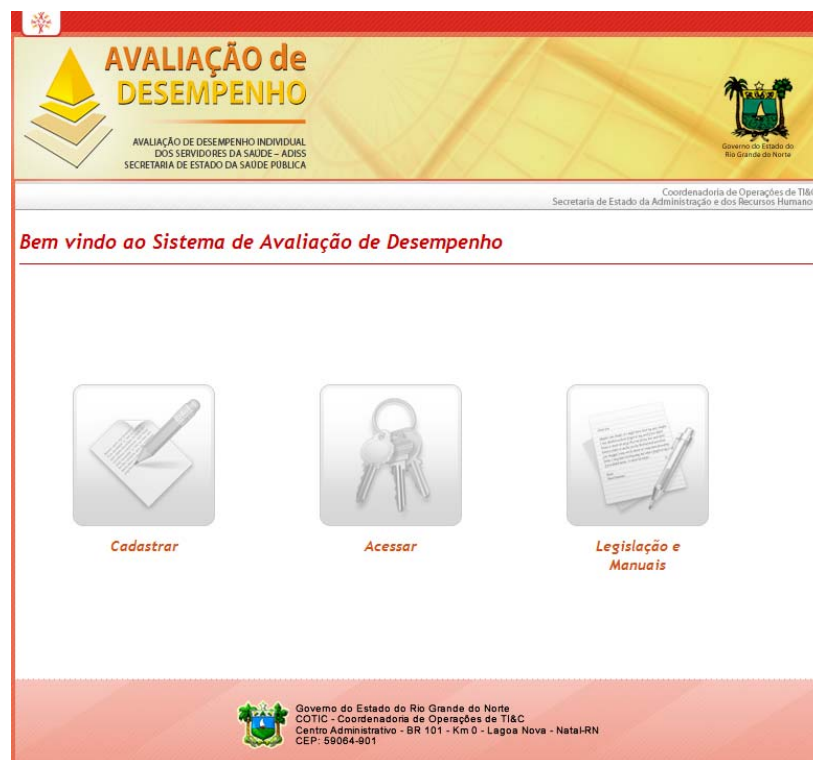 AVALIAÇÃO de
DESEMPENHO
AVALIAÇÃO DE DESEMPENHO INDIVIDUAL
DOS SERVIDORES DA SAÚDE – ADISS
SECRETARIA DE ESTADO DA SAÚDE PÚBLICA
Governo do Estado do
Rio Grande do Norte
Coordenadoria de Operações de TI&C
Secretaria de Estado da Administração e dos Recursos Humano
Bem vindo ao Sistema de Avaliação de Desempenho
Cadastrar
Acessar
Legislação e
Manuais
Governo do Estado do Rio Grande do Norte
COTIC - Coordenadoria de Operações de TI&C
Centro Administrativo - BR 101 - Km 0 - Lagoa Nova - Natal-RN
CEP: 59064-901